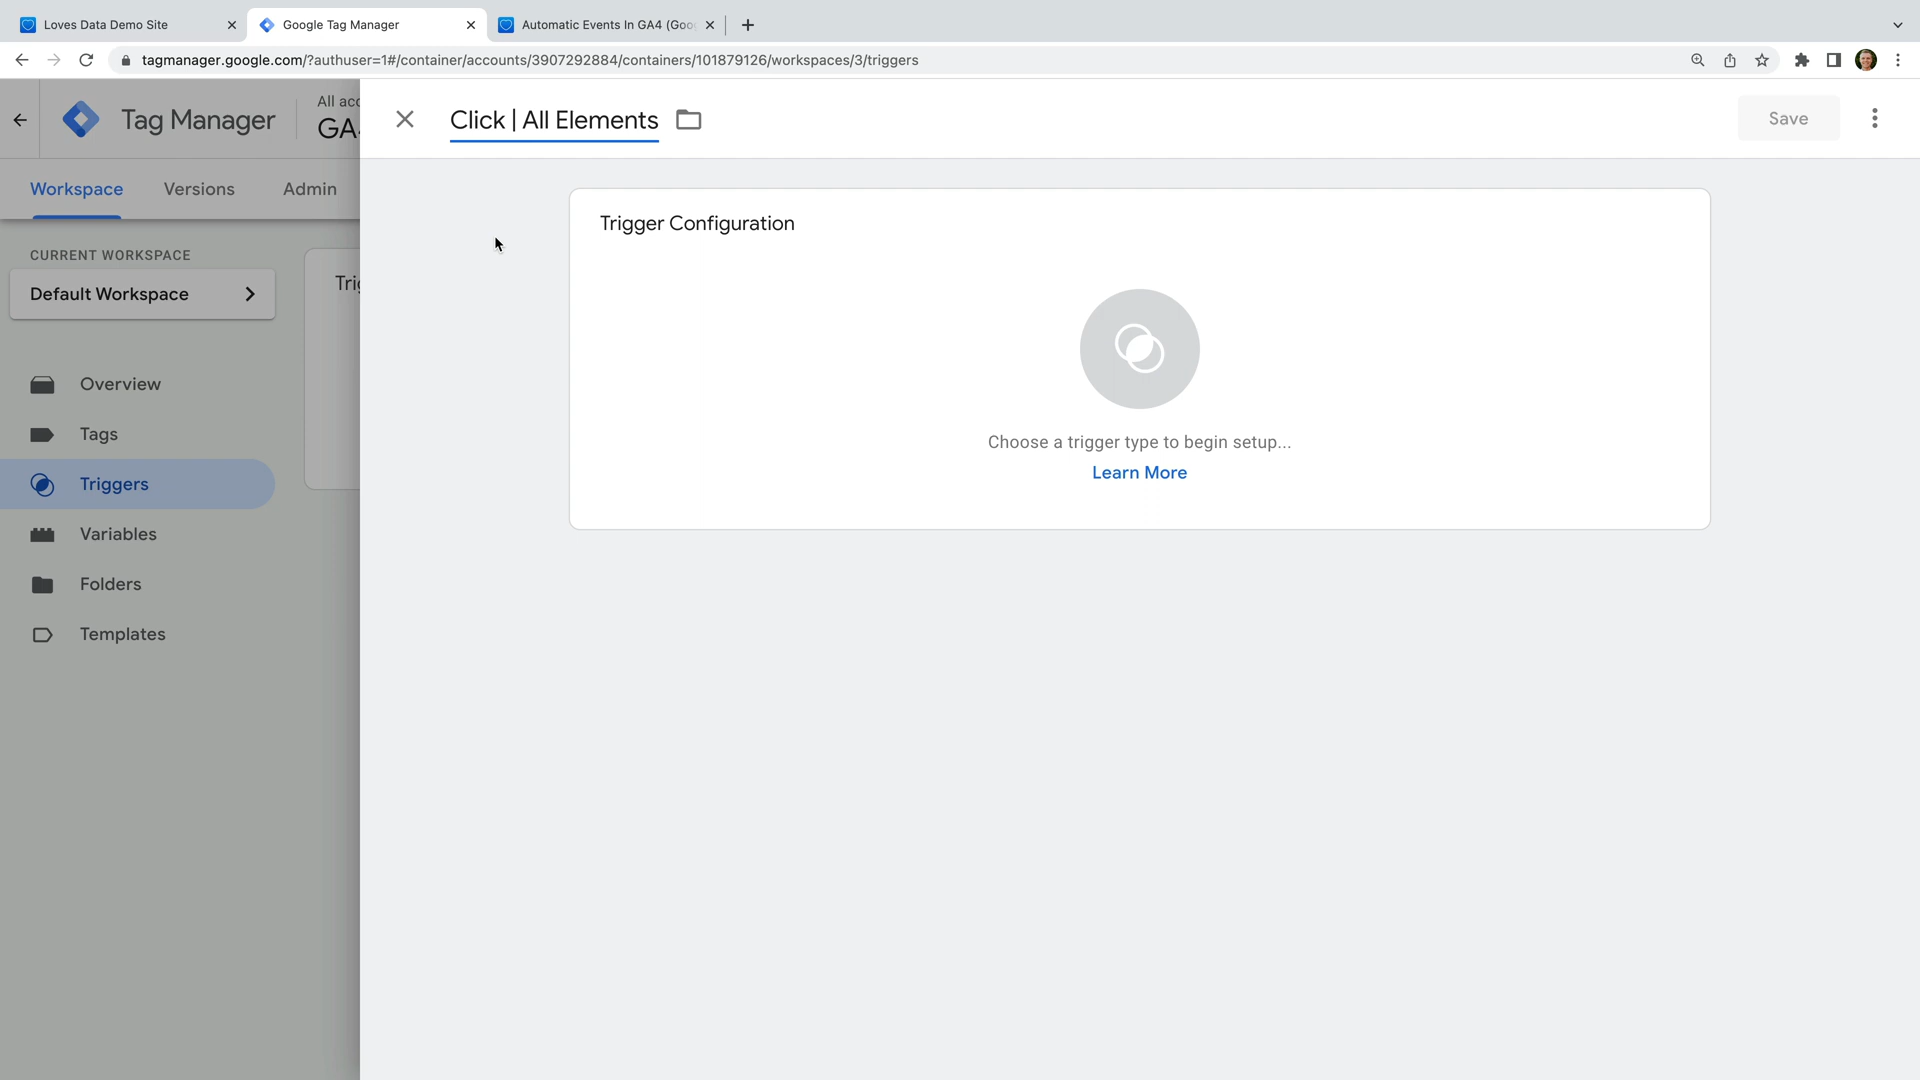 Loves Data Demo Site
Google Tag Manager
Automatic Events In GA4 (Goo
tagmanager.google.com/?authuser=1#/container/accounts/3907292884/containers/101879126/workspaces/3/triggers
Tag Manager
All acc
GA4
Click | All Elements
Save
Workspace
Versions
Admin
CURRENT WORKSPACE
Default Workspace
Trig
Overview
Tags
Triggers
Variables
Folders
Templates
Trigger Configuration
Choose a trigger type to begin setup...
Learn More